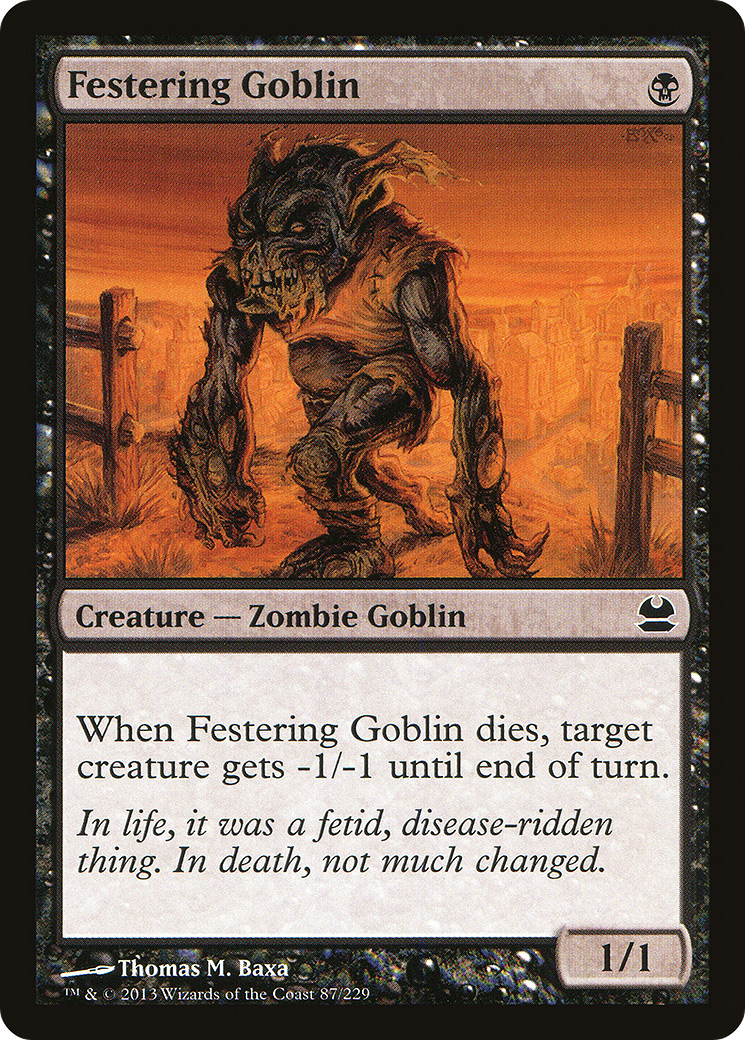 Festering Goblin
Creature — Zombie Goblin
When Festering Goblin dies, target
creature gets -1/-1 until end of turn.
In life, it was a fetid, disease-ridden
thing. In death, not much changed.
1/1
Thomas M. Baxa
™ & © 2013 Wizards of the Coast 87/229